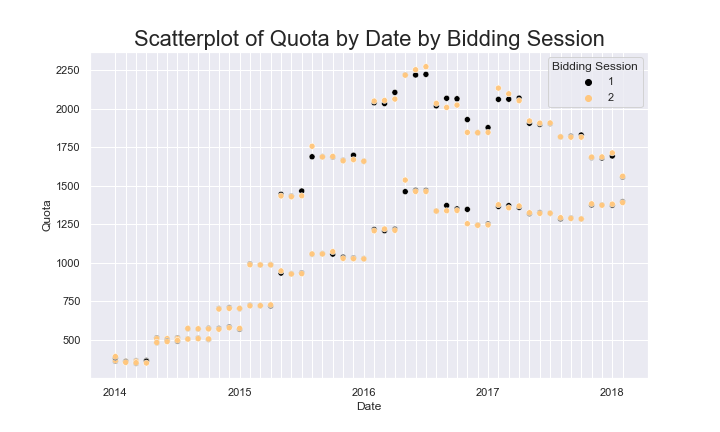 Scatterplot of Quota by Date by Bidding Session
Bidding Session
1
2
2250
2000
1750
1500
1250
1000
750
500
Quota
2014 2015 2016 2017 2018
Date